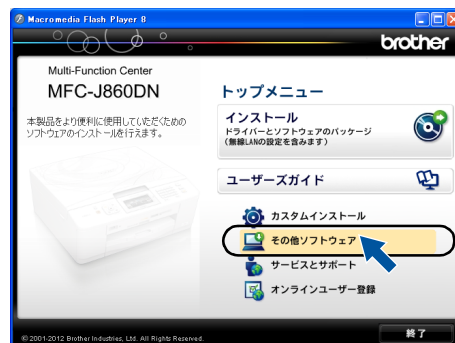 Macromedia Flash Player 8
brother
Multi-Function Center
MFC-J860DN
本製品をより便利に使用していただくための
ソフトウェアのインストールを行えます。
トップメニュー
インストール
ドライバーとソフトウェアのパッケージ
(無線LANの設定を含みます)
ユーザーズガイド
カスタムインストール
その他ソフトウェア
サービスとサポート
オンラインユーザー登録
© 2001-2012 Brother Industries, Ltd. All Rights Reserved.
終了